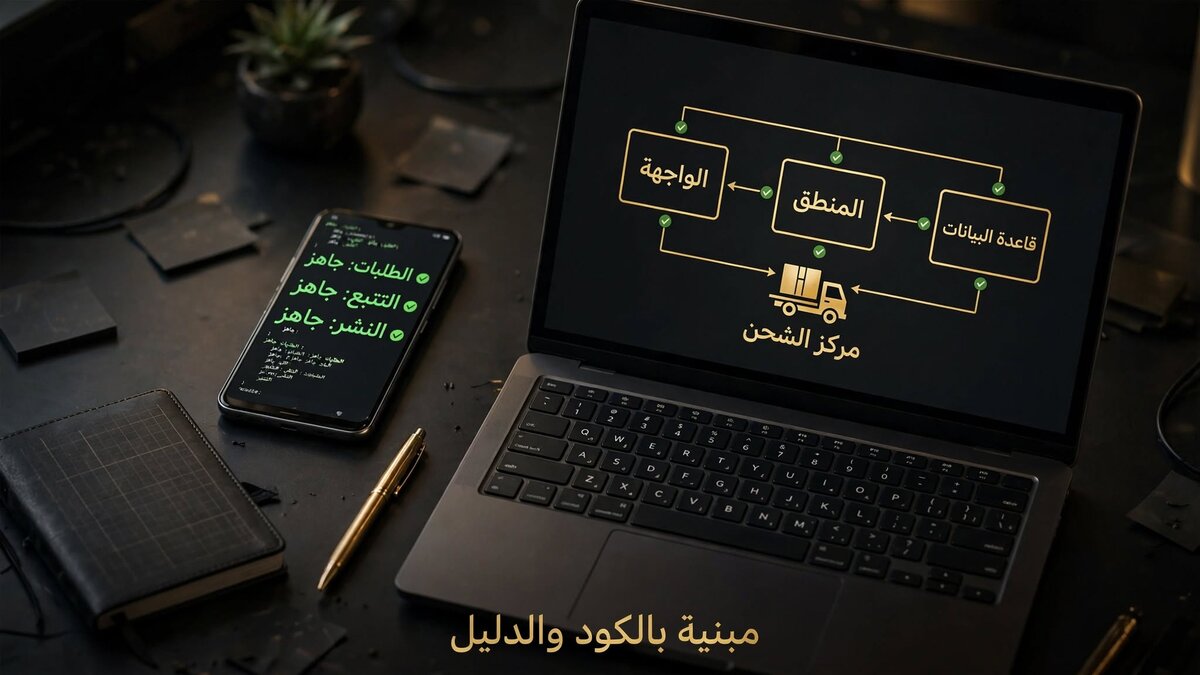 الواجهة
المنطق
قاعدة البيانات
مركز الشحن
الطلبات: جاهز
التتبع: جاهز
النشر: جاهز
مبنية بالكود والدليل